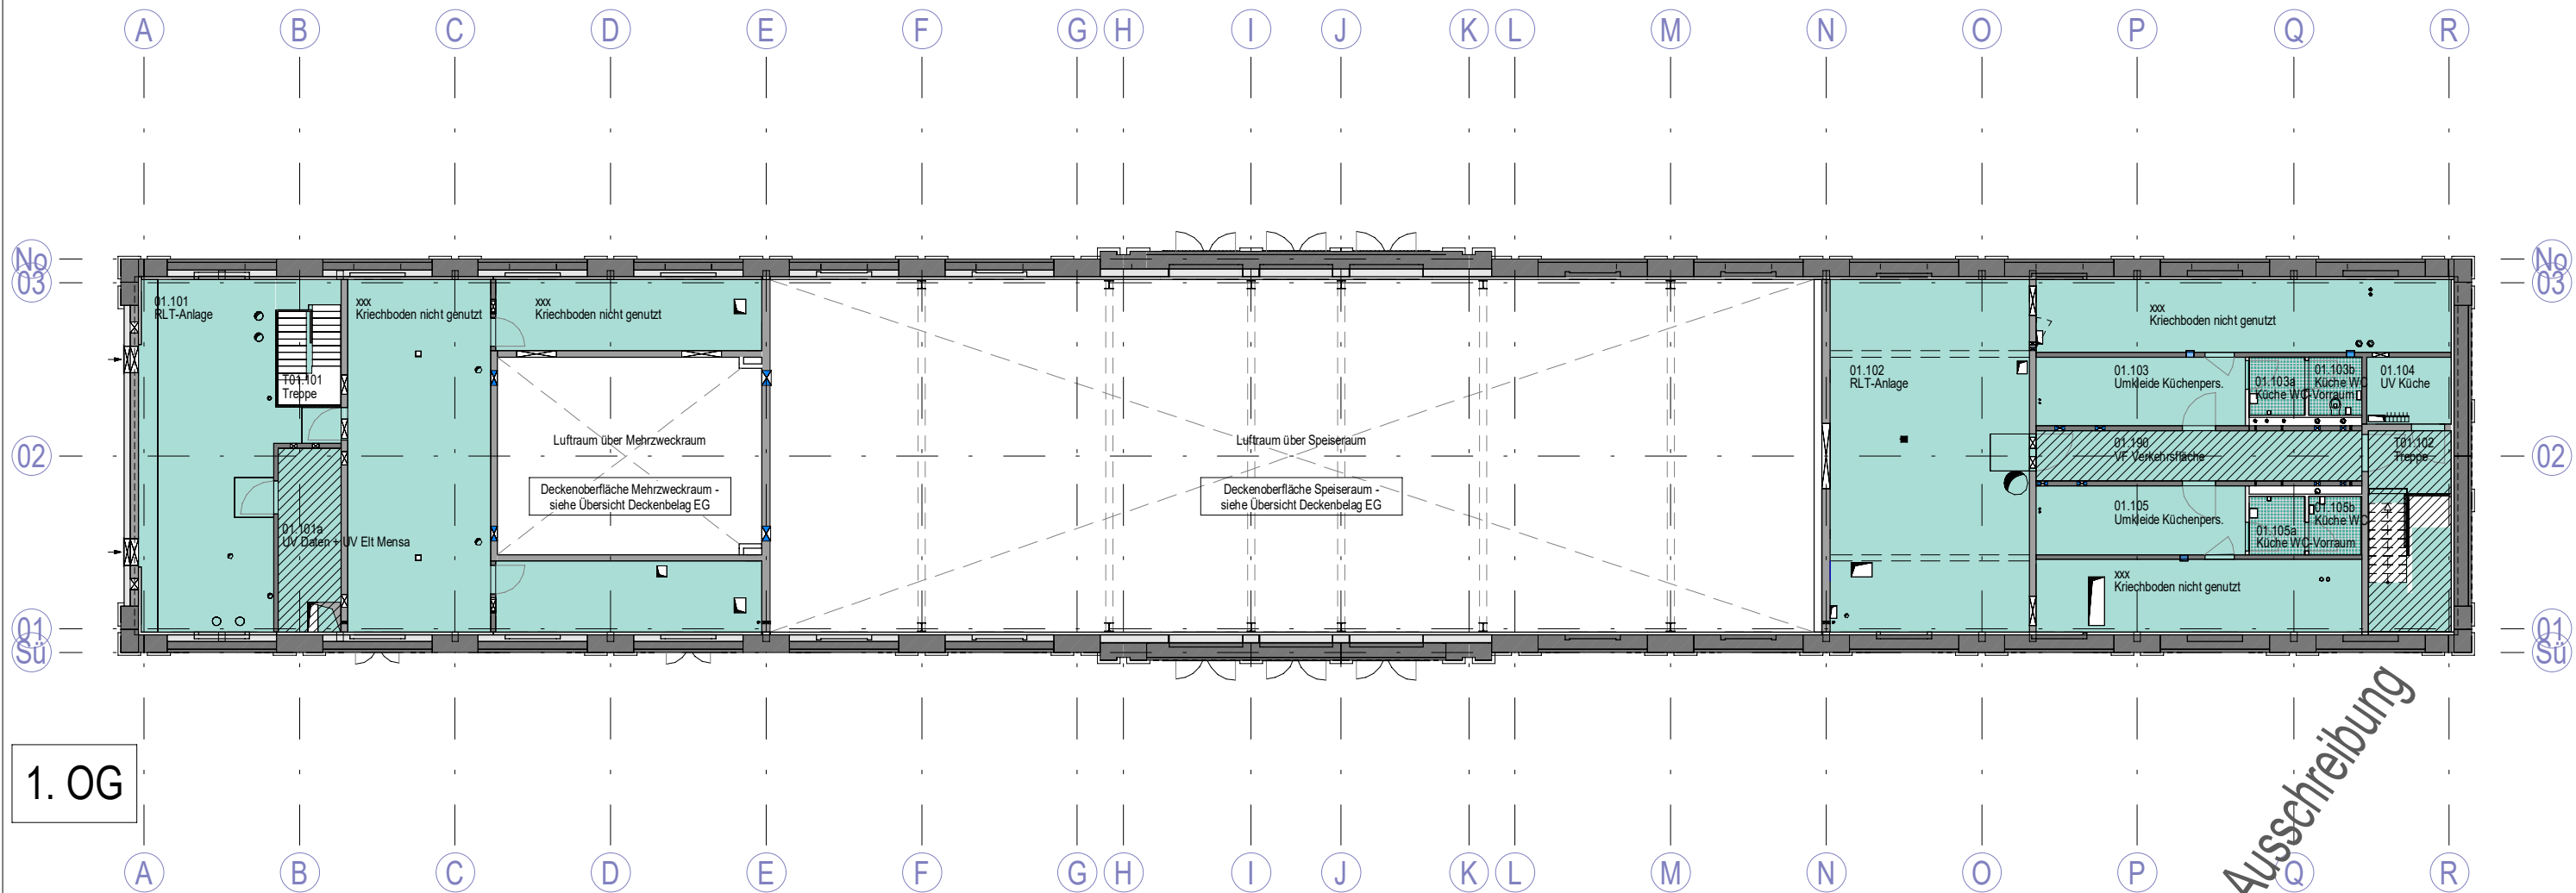 A B C D E F G H I J K L M N O P Q R
No
No
03
03
01.101
RLT-Anlage
T01.101
Treppe
xxx
Kriechboden nicht genutzt
xxx
Kriechboden nicht genutzt
xxx
Kriechboden nicht genutzt
01.102
RLT-Anlage
01.103
Umkleide Küchenpers.
01.103a
Küche WC-Vorraum
01.103b
Küche WC
01.104
UV Küche
Luftraum über Mehrzweckraum
Luftraum über Speiseraum
01.190
VF Verkehrsfläche
T01.102
Treppe
02
02
Deckenoberfläche Mehrzweckraum -
siehe Übersicht Deckenbelag EG
Deckenoberfläche Speiseraum -
siehe Übersicht Deckenbelag EG
01.101a
UV Daten + UV Elt Mensa
01.105
Umkleide Küchenpers.
01.105a
Küche WC-Vorraum
01.105b
Küche WC
xxx
Kriechboden nicht genutzt
01
01
Sü
Sü
1. OG
Ausschreibung
A B C D E F G H I J K L M N O P Q R